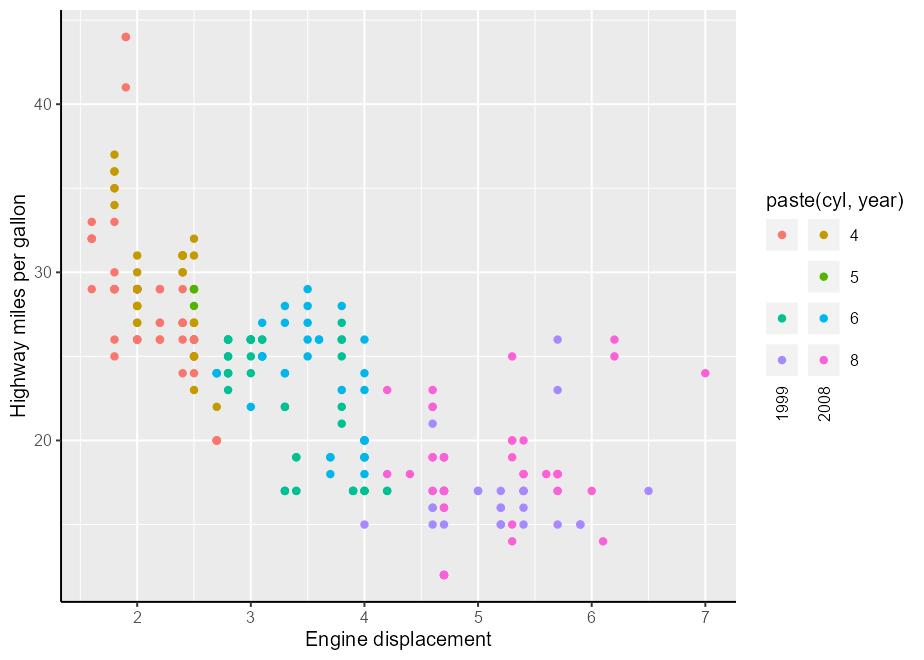 40
30
20
Highway miles per gallon
2 3 4 5 6 7
Engine displacement
paste(cyl, year)
4
5
6
8
1999 2008